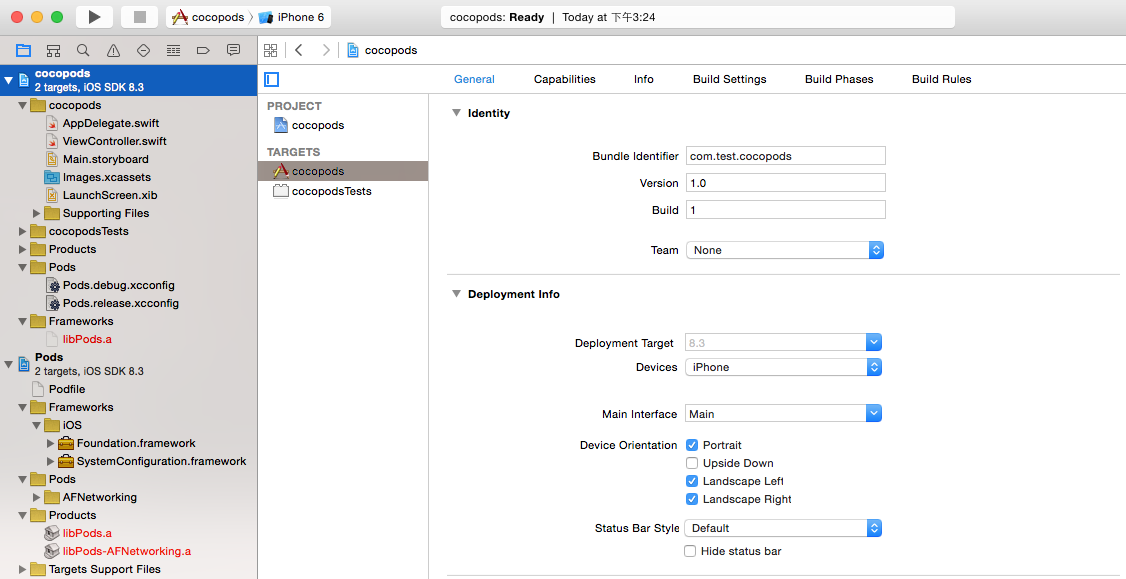 cocopods 〉 iPhone 6
cocopods: Ready | Today at 下午3:24
cocopods
cocopods
2 targets, iOS SDK 8.3
cocopods
AppDelegate.swift
ViewController.swift
Main.storyboard
Images.xcassets
LaunchScreen.xib
Supporting Files
cocopodsTests
Products
Pods
Pods.debug.xcconfig
Pods.release.xcconfig
Frameworks
libPods.a
Pods
2 targets, iOS SDK 8.3
Podfile
Frameworks
iOS
Foundation.framework
SystemConfiguration.framework
Pods
AFNetworking
Products
libPods.a
libPods-AFNetworking.a
Targets Support Files
General Capabilities Info Build Settings Build Phases Build Rules
PROJECT
cocopods
TARGETS
cocopods
cocopodsTests
Identity
Bundle Identifier com.test.cocopods
Version 1.0
Build 1
Team None
Deployment Info
Deployment Target 8.3
Devices iPhone
Main Interface Main
Device Orientation Portrait
Upside Down
Landscape Left
Landscape Right
Status Bar Style Default
Hide status bar